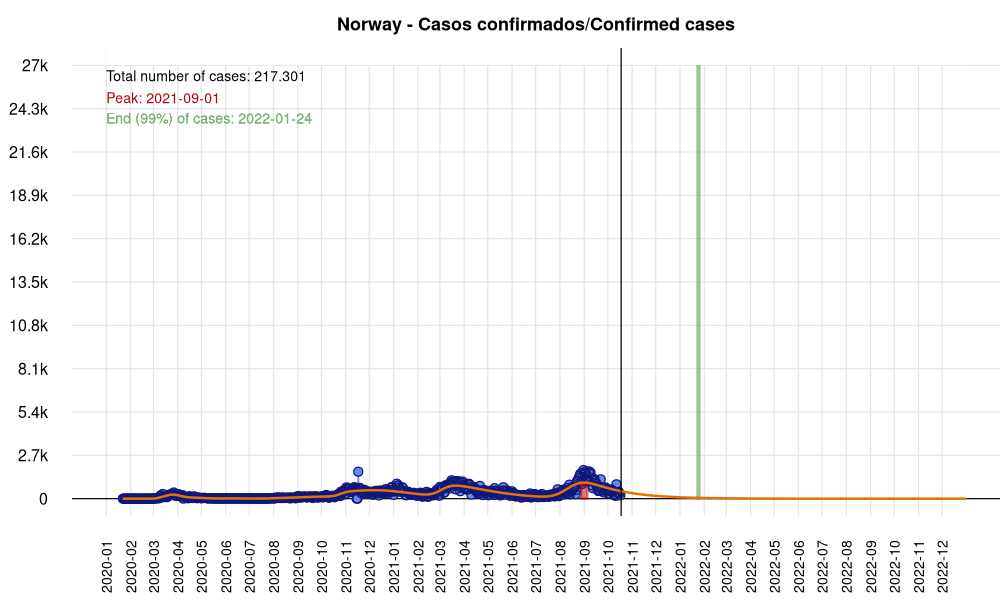 Norway - Casos confirmados/Confirmed cases
Total number of cases: 217.301
Peak: 2021-09-01
End (99%) of cases: 2022-01-24
27k
24.3k
21.6k
18.9k
16.2k
13.5k
10.8k
8.1k
5.4k
2.7k
0
2020-01
2020-02
2020-03
2020-04
2020-05
2020-06
2020-07
2020-08
2020-09
2020-10
2020-11
2020-12
2021-01
2021-02
2021-03
2021-04
2021-05
2021-06
2021-07
2021-08
2021-09
2021-10
2021-11
2021-12
2022-01
2022-02
2022-03
2022-04
2022-05
2022-06
2022-07
2022-08
2022-09
2022-10
2022-11
2022-12